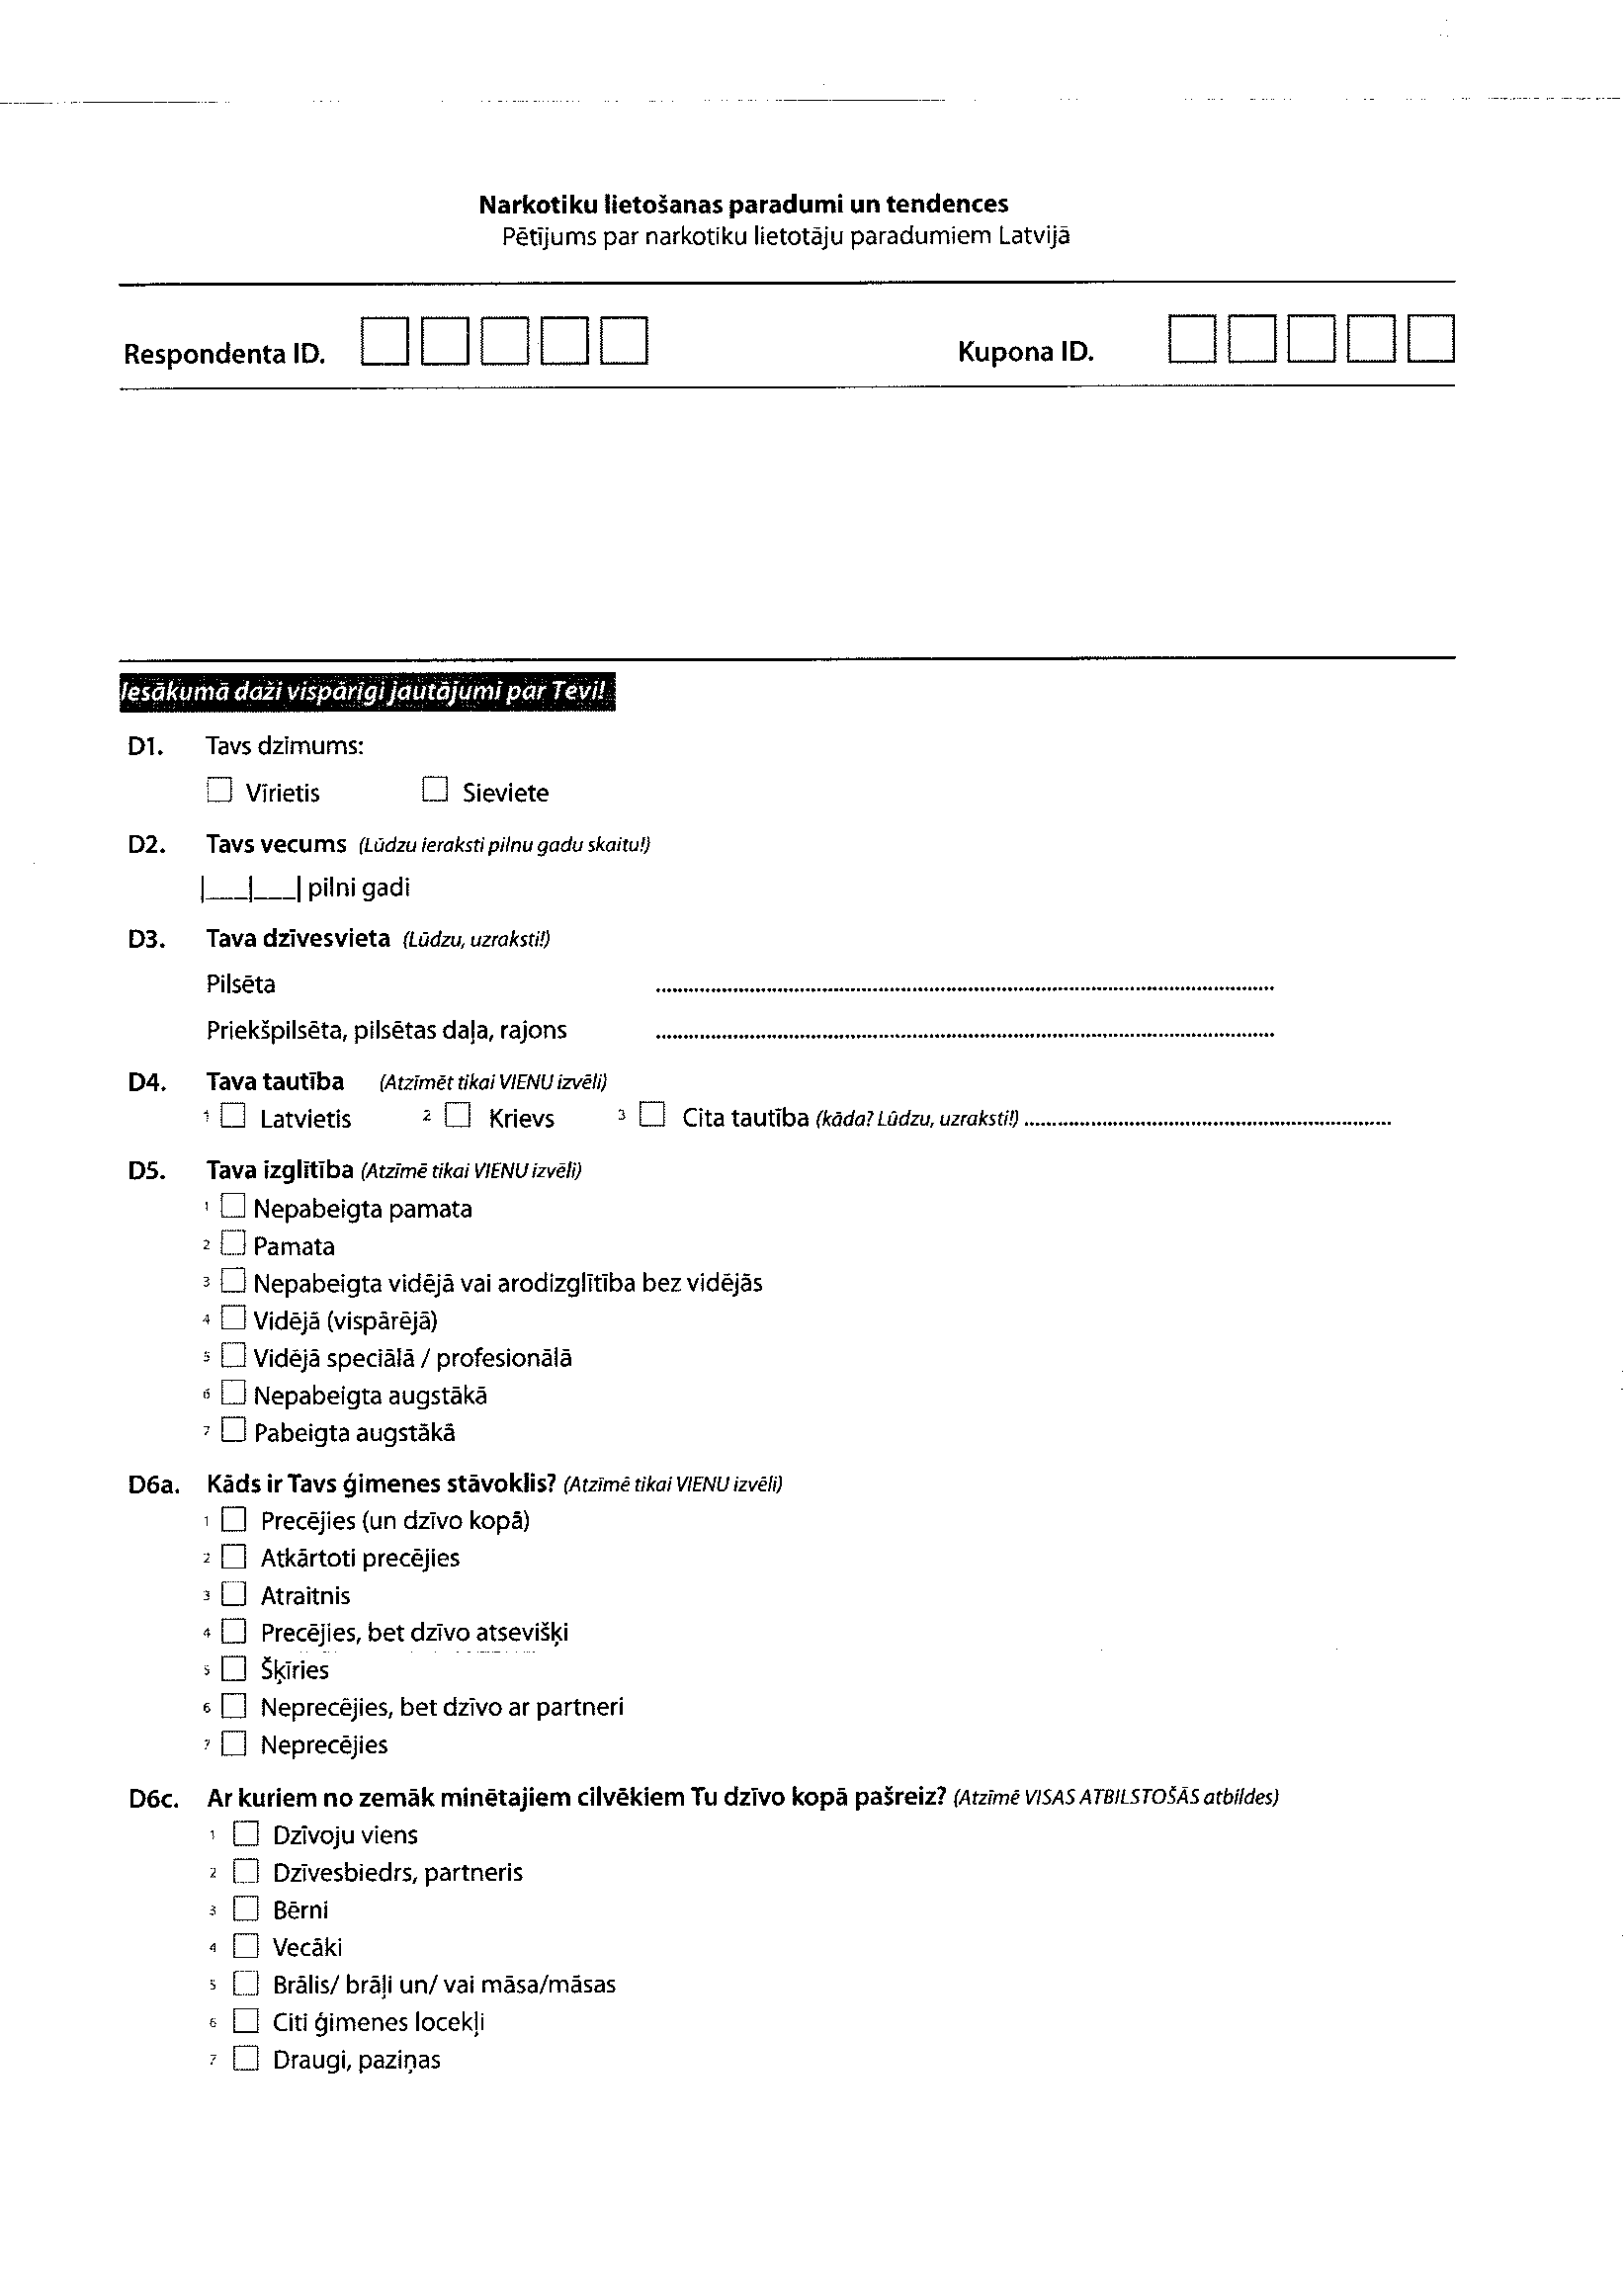 Narkotiku lietošanas paradumi un tendences
Pētījums par narkotiku lietotāju paradumiem Latvijā
Respondenta ID. Kupona ID.
Iesākumā daži vispārīgi jautājumi par Tevi!
D1. Tavs dzimums:
Vīrietis Sieviete
D2. Tavs vecums (Lūdzu ieraksti pilnu gadu skaitu!)
|___|___| pilni gadi
D3. Tava dzīvesvieta (Lūdzu, uzraksti!)
Pilsēta
Priekšpilsēta, pilsētas daļa, rajons
D4. Tava tautība (Atzīmēt tikai VIENU izvēli)
1 Latvietis 2 Krievs 3 Cita tautība (kāda? Lūdzu, uzraksti!)
D5. Tava izglītība (Atzīmē tikai VIENU izvēli)
1 Nepabeigta pamata
2 Pamata
3 Nepabeigta vidējā vai arodizglītība bez vidējās
4 Vidējā (vispārējā)
5 Vidējā speciālā / profesionālā
6 Nepabeigta augstākā
7 Pabeigta augstākā
D6a. Kāds ir Tavs ģimenes stāvoklis? (Atzīmē tikai VIENU izvēli)
1 Precējies (un dzīvo kopā)
2 Atkārtoti precējies
3 Atraitnis
4 Precējies, bet dzīvo atsevišķi
5 Šķīries
6 Neprecējies, bet dzīvo ar partneri
7 Neprecējies
D6c. Ar kuriem no zemāk minētajiem cilvēkiem Tu dzīvo kopā pašreiz? (Atzīmē VISAS ATBILSTOŠĀS atbildes)
1 Dzīvoju viens
2 Dzīvesbiedrs, partneris
3 Bērni
4 Vecāki
5 Brālis/ brāļi un/ vai māsa/māsas
6 Citi ģimenes locekļi
7 Draugi, paziņas